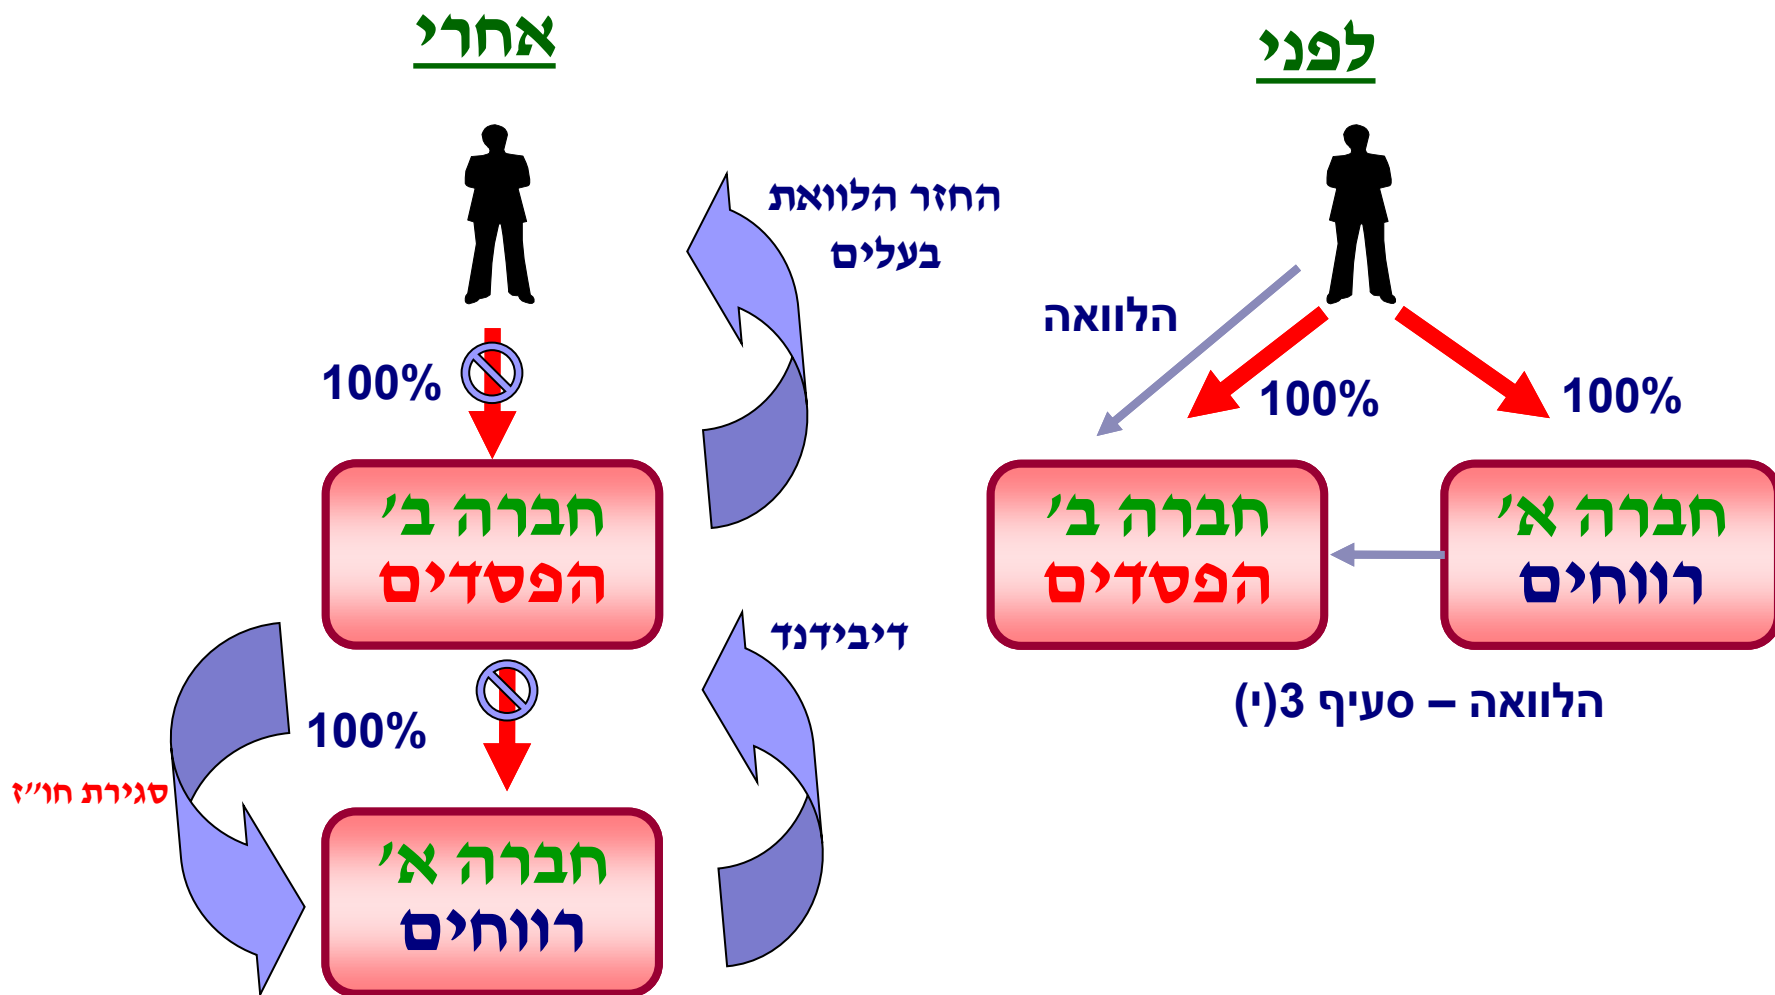 לפני
הלוואה
100%
100%
חברה א'
רווחים
חברה ב'
הפסדים
הלוואה – סעיף 3(י)
אחרי
החזר הלוואת
בעלים
100%
חברה ב'
הפסדים
דיבידנד
100%
סגירת חו"ז
חברה א'
רווחים